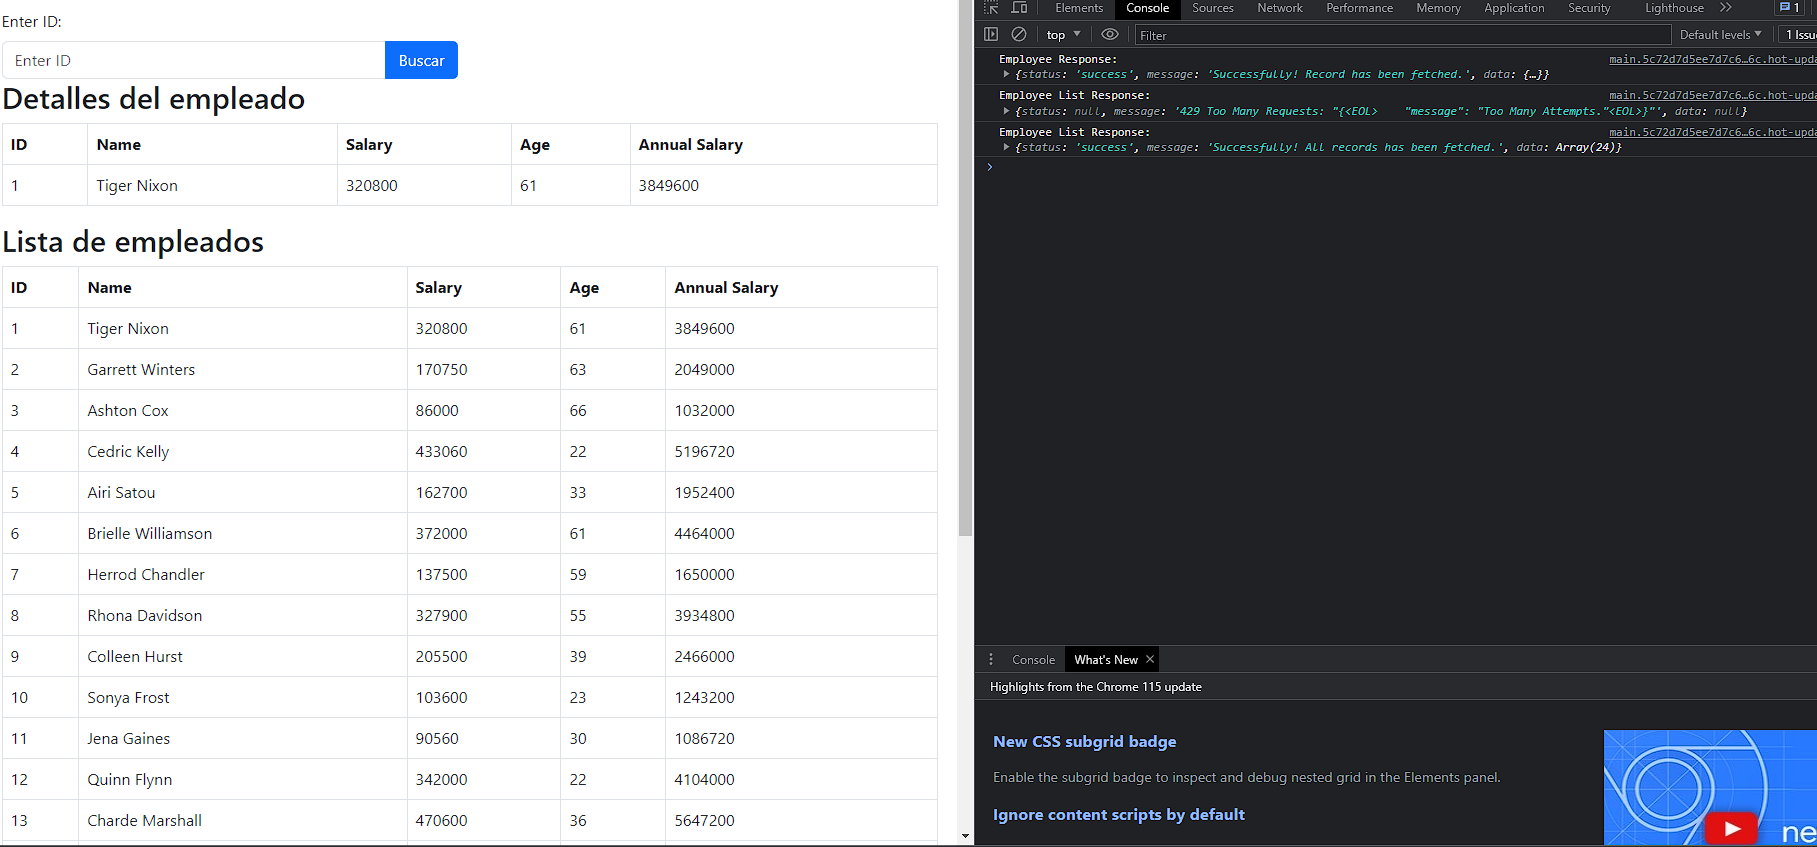 Enter ID:
Enter ID Buscar
Detalles del empleado
ID Name Salary Age Annual Salary
1 Tiger Nixon 320800 61 3849600
Lista de empleados
ID Name Salary Age Annual Salary
1 Tiger Nixon 320800 61 3849600
2 Garrett Winters 170750 63 2049000
3 Ashton Cox 86000 66 1032000
4 Cedric Kelly 433060 22 5196720
5 Airi Satou 162700 33 1952400
6 Brielle Williamson 372000 61 4464000
7 Herrod Chandler 137500 59 1650000
8 Rhona Davidson 327900 55 3934800
9 Colleen Hurst 205500 39 2466000
10 Sonya Frost 103600 23 1243200
11 Jena Gaines 90560 30 1086720
12 Quinn Flynn 342000 22 4104000
13 Charde Marshall 470600 36 5647200
Elements Console Sources Network Performance Memory Application Security Lighthouse 1
top Filter Default levels 1 Issu
Employee Response: main.5c72d7d5ee7d7c6…6c.hot-upda
{status: 'success', message: 'Successfully! Record has been fetched.', data: {…}}
Employee List Response: main.5c72d7d5ee7d7c6…6c.hot-upda
{status: null, message: '429 Too Many Requests: "{<EOL>    "message": "Too Many Attempts."<EOL>}"', data: null}
Employee List Response: main.5c72d7d5ee7d7c6…6c.hot-upda
{status: 'success', message: 'Successfully! All records has been fetched.', data: Array(24)}
Console What's New
Highlights from the Chrome 115 update
New CSS subgrid badge
Enable the subgrid badge to inspect and debug nested grid in the Elements panel.
Ignore content scripts by default
ne